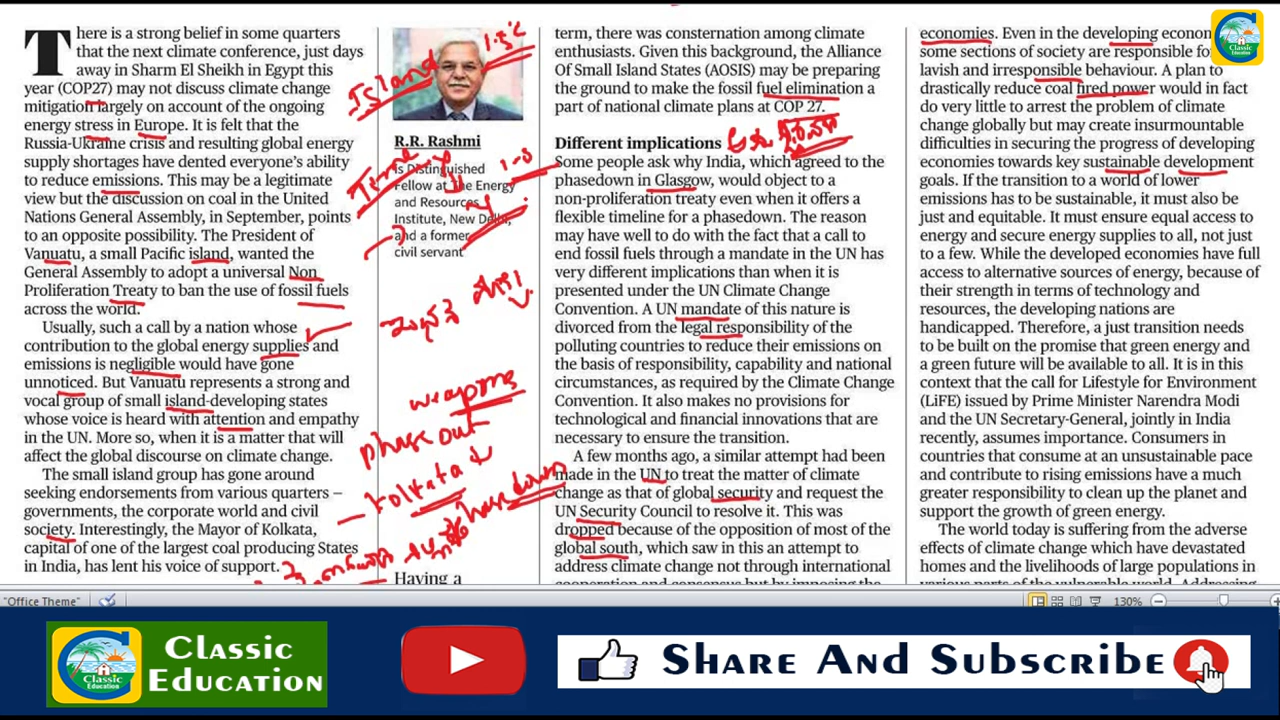 There is a strong belief in some quarters
that the next climate conference, just days
away in Sharm El Sheikh in Egypt this
year (COP27) may not discuss climate change
mitigation largely on account of the ongoing
energy stress in Europe. It is felt that the
Russia-Ukraine crisis and resulting global energy
supply shortages have dented everyone's ability
to reduce emissions. This may be a legitimate
view but the discussion on coal in the United
Nations General Assembly, in September, points
to an opposite possibility. The President of
Vanuatu, a small Pacific island, wanted the
General Assembly to adopt a universal Non
Proliferation Treaty to ban the use of fossil fuels
across the world.
Usually, such a call by a nation whose
contribution to the global energy supplies and
emissions is negligible would have gone
unnoticed. But Vanuatu represents a strong and
vocal group of small island-developing states
whose voice is heard with attention and empathy
in the UN. More so, when it is a matter that will
affect the global discourse on climate change.
The small island group has gone around
seeking endorsements from various quarters –
governments, the corporate world and civil
society. Interestingly, the Mayor of Kolkata,
capital of one of the largest coal producing States
in India, has lent his voice of support.
Island
1.5°C
R.R. Rashmi
is Distinguished
Fellow at The Energy
and Resources
Institute, New Delhi,
and a former
civil servant
weapons
phase out
Kolkata
phase down
Having a
term, there was consternation among climate
enthusiasts. Given this background, the Alliance
Of Small Island States (AOSIS) may be preparing
the ground to make the fossil fuel elimination a
a part of national climate plans at COP 27.
Different implications
Some people ask why India, which agreed to the
phasedown in Glasgow, would object to a
non-proliferation treaty even when it offers a
flexible timeline for a phasedown. The reason
may have well to do with the fact that a call to
end fossil fuels through a mandate in the UN has
very different implications than when it is
presented under the UN Climate Change
Convention. A UN mandate of this nature is
divorced from the legal responsibility of the
polluting countries to reduce their emissions on
the basis of responsibility, capability and national
circumstances, as required by the Climate Change
Convention. It also makes no provisions for
technological and financial innovations that are
necessary to ensure the transition.
A few months ago, a similar attempt had been
made in the UN to treat the matter of climate
change as that of global security and request the
UN Security Council to resolve it. This was
dropped because of the opposition of most of the
global south, which saw in this an attempt to
address climate change not through international
cooperation and consensus but by imposing the
economies. Even in the developing
some sections of society are responsible
lavish and irresponsible behaviour. A plan to
drastically reduce coal fired power would in fact
do very little to arrest the problem of climate
change globally but may create insurmountable
difficulties in securing the progress of developing
economies towards key sustainable development
goals. If the transition to a world of lower
emissions has to be sustainable, it must also be
just and equitable. It must ensure equal access to
energy and secure energy supplies to all, not just
to a few. While the developed economies have full
access to alternative sources of energy, because of
their strength in terms of technology and
resources, the developing nations are
handicapped. Therefore, a just transition needs
to be built on the promise that green energy and
a green future will be available to all. It is in this
context that the call for Lifestyle for Environment
(LiFE) issued by Prime Minister Narendra Modi
and the UN Secretary-General, jointly in India
recently, assumes importance. Consumers in
countries that consume at an unsustainable pace
and contribute to rising emissions have a much
greater responsibility to clean up the planet and
support the growth of green energy.
The world today is suffering from the adverse
effects of climate change which have devastated
homes and the livelihoods of large populations in
various parts of the vulnerable world. Addressing
Classic
Education
"Office Theme"
130%
Classic
Education
Classic
Education
Share And Subscribe